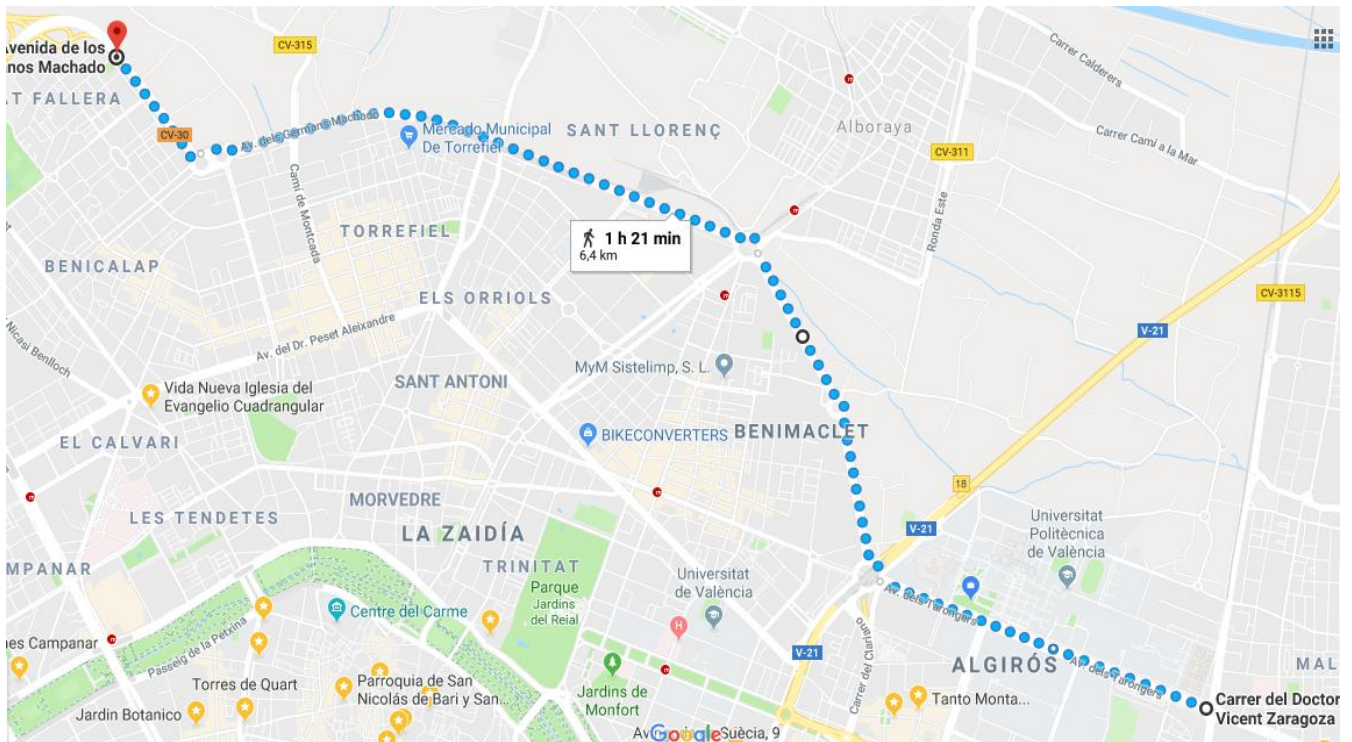 CV-315
Avenida de los
nos Machado
AT FALLERA
Carrer Calderers
CV-30
Av. dels Germans Machado
Mercado Municipal
De Torrefiel
SANT LLORENÇ
Alboraya
Carrer Camí a la Mar
CV-311
Camí de Montcada
TORREFIEL
1 h 21 min
6,4 km
Ronda Este
BENICALAP
ELS ORRIOLS
CV-3115
Nicasi Benlloch
Av. del Dr. Peset Aleixandre
V-21
MyM Sistelimp, S. L.
SANT ANTONI
Vida Nueva Iglesia del
Evangelio Cuadrangular
EL CALVARI
BIKECONVERTERS
BENIMACLET
18
MORVEDRE
LES TENDETES
LA ZAIDÍA
V-21
Universitat
Politècnica
de València
MPANAR
TRINITAT
Parque
Jardins
del Reial
Universitat
de València
Centre del Carme
Av. dels Tarongers
Passeig de la Petxina
H
nes Campanar
V-21
Carrer del Clariano
ALGIRÓS
Av. dels Tarongers
MAL
Torres de Quart
Parroquia de San
Nicolás de Bari y San...
Jardins de
Monfort
Tanto Monta...
Carrer del Doctor
Vicent Zaragoza
Jardin Botanico
Google
Suècia, 9